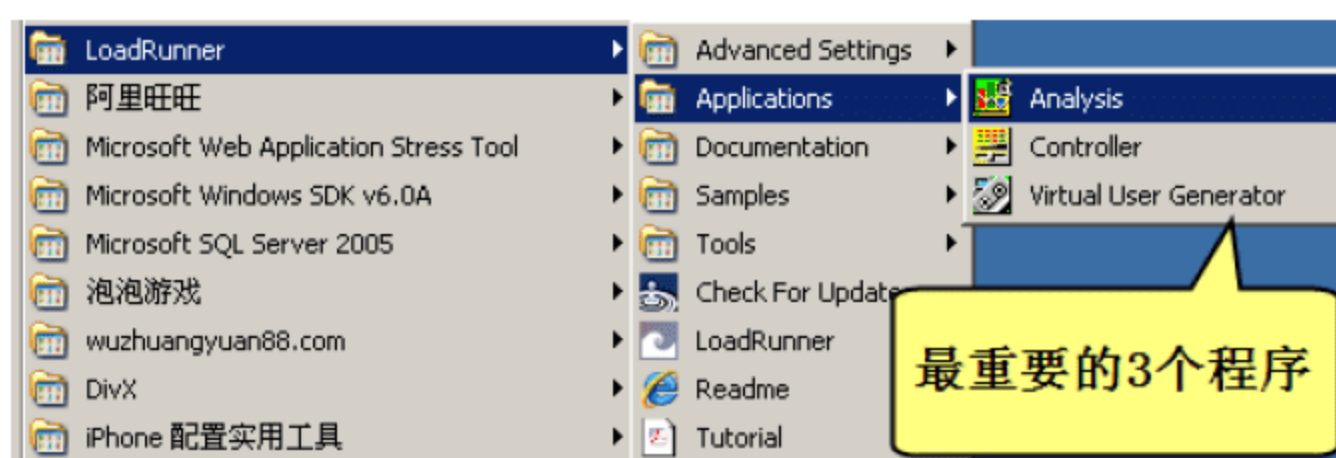 LoadRunner
阿里旺旺
Microsoft Web Application Stress Tool
Microsoft Windows SDK v6.0A
Microsoft SQL Server 2005
泡泡游戏
wuzhuangyuan88.com
DivX
iPhone 配置实用工具
Advanced Settings
Applications
Documentation
Samples
Tools
Check For Update
LoadRunner
Readme
Tutorial
Analysis
Controller
Virtual User Generator
最重要的3个程序